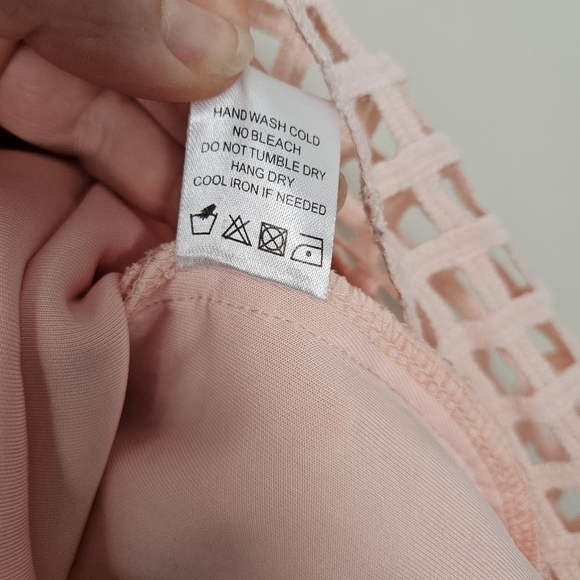 HAND WASH COLD
NO BLEACH
DO NOT TUMBLE DRY
HANG DRY
COOL IRON IF NEEDED